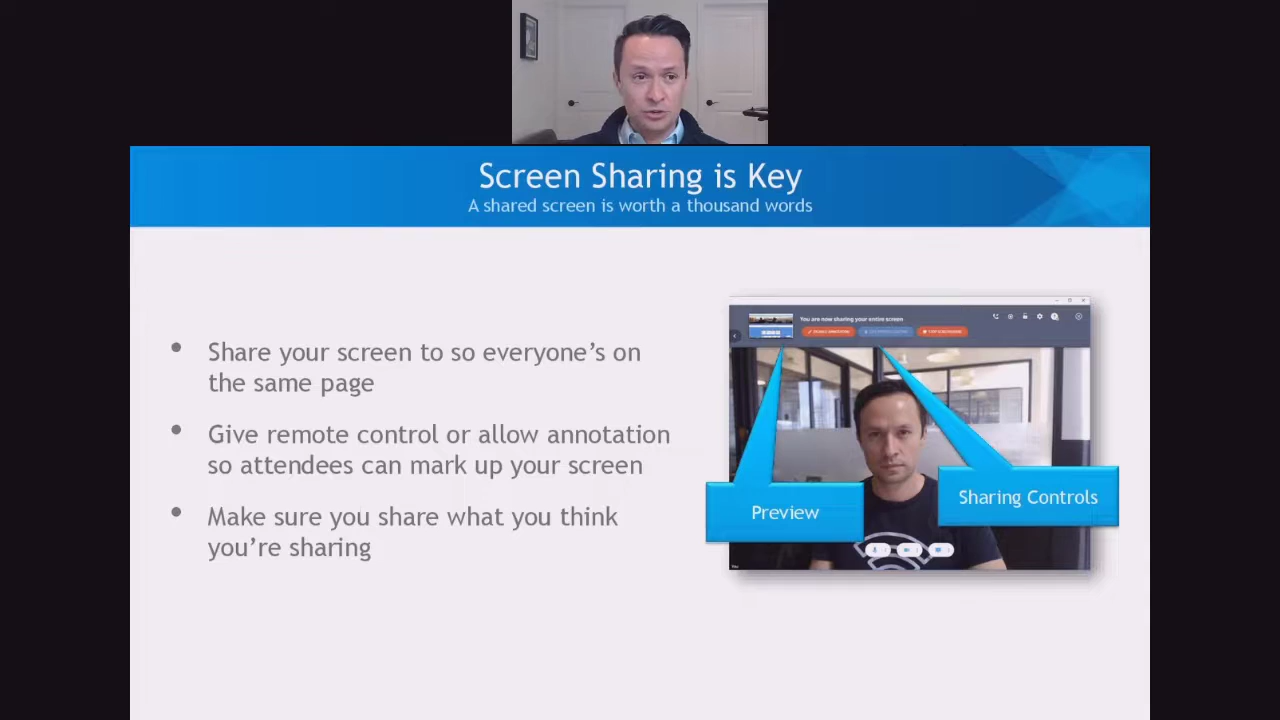 Screen Sharing is Key
A shared screen is worth a thousand words
• Share your screen to so everyone’s on
the same page
• Give remote control or allow annotation
so attendees can mark up your screen
• Make sure you share what you think
you’re sharing
You are now sharing your entire screen
Preview
Sharing Controls